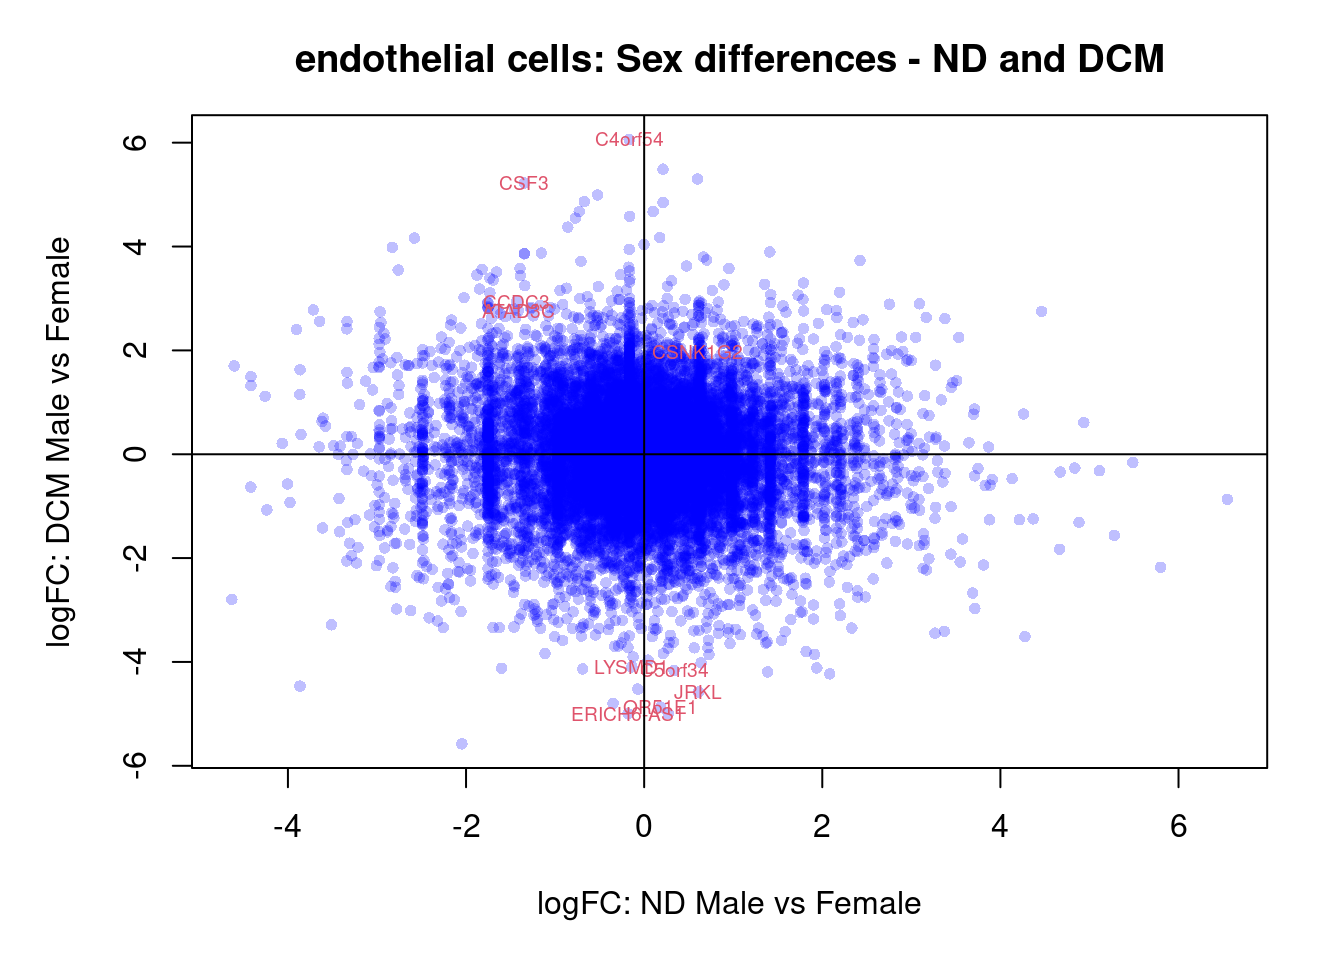 endothelial cells: Sex differences - ND and DCM
logFC: DCM Male vs Female
6
4
2
0
-2
-4
-6
C4orf54
CSF3
CCDC3
ATAD3C
CSNK1G2
LYSMD1
C5orf34
JRKL
OR51E1
ERICH6-AS1
-4
-2
0
2
4
6
logFC: ND Male vs Female